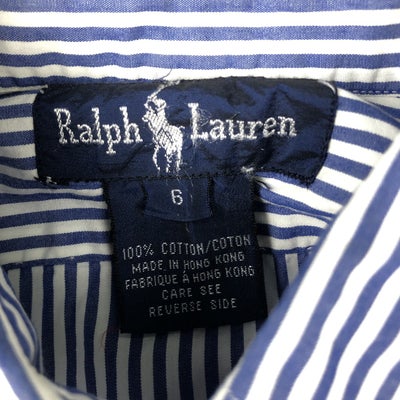 Ralph Lauren
6
100% COTTON/COTON
MADE IN HONG KONG
FABRIQUE À HONG KONG
CARE SEE
REVERSE SIDE